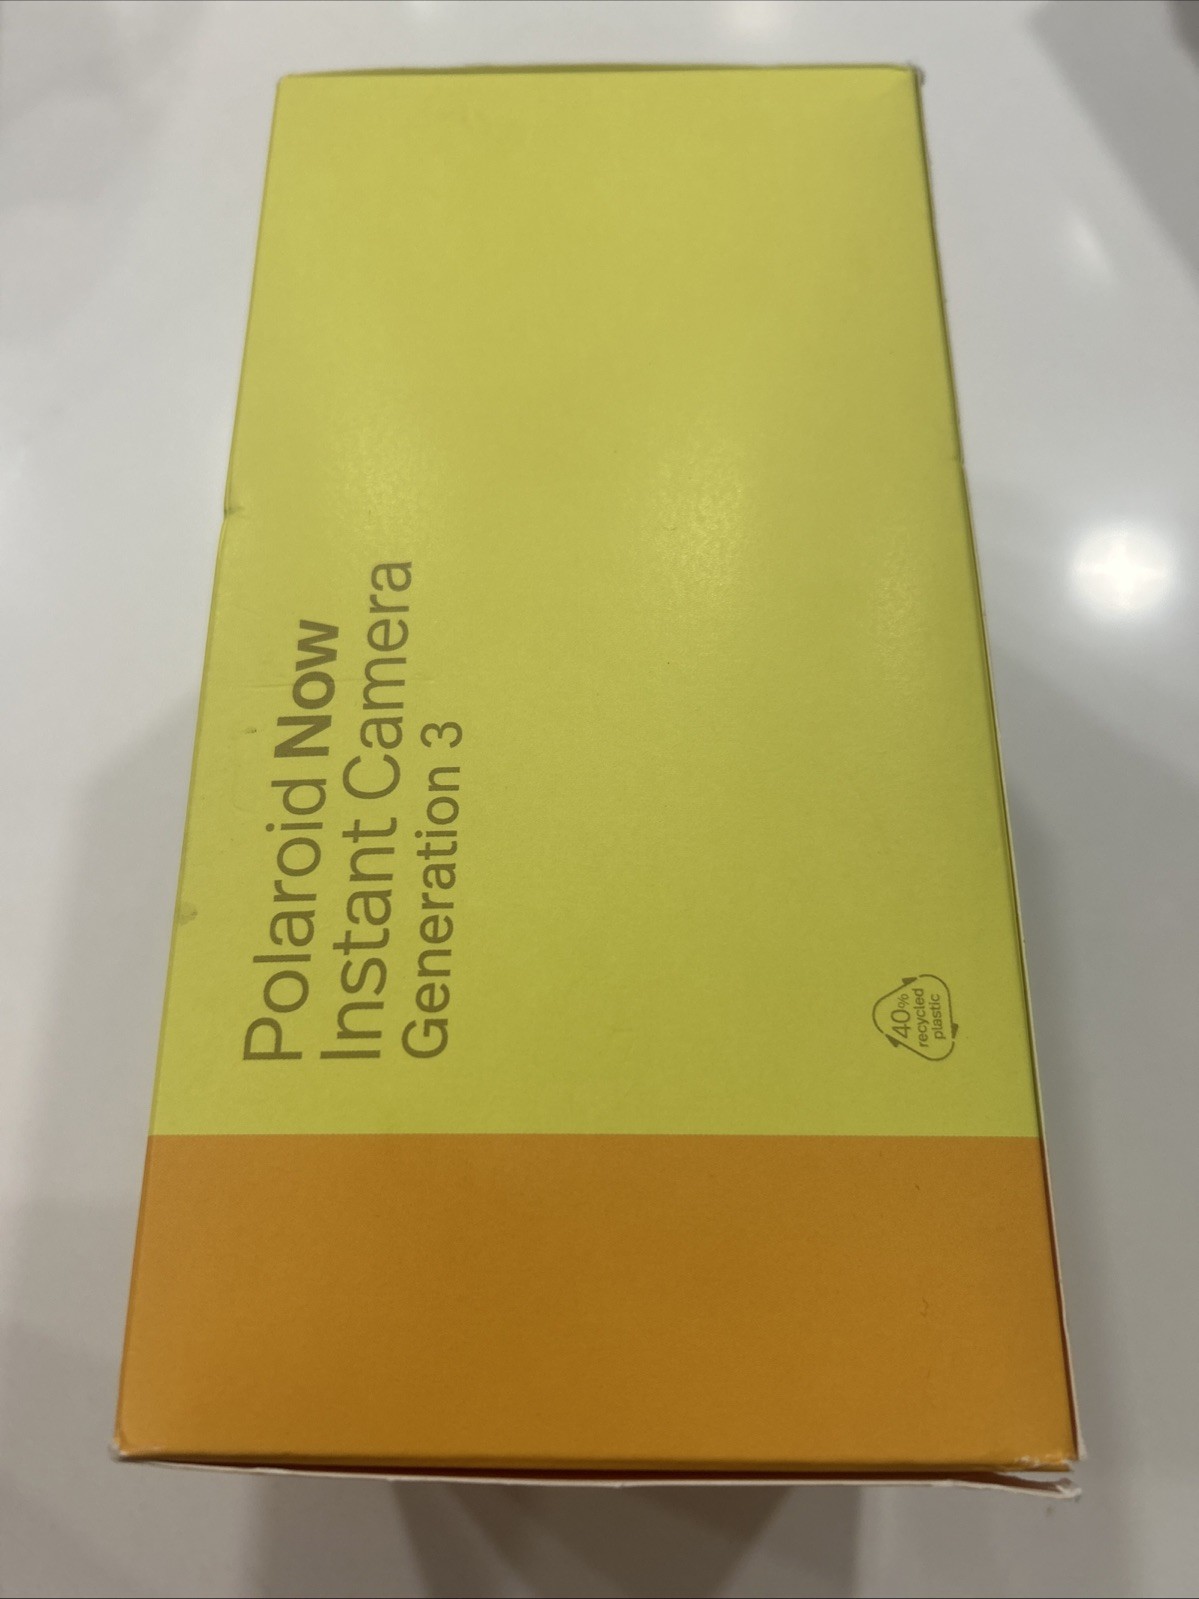 Polaroid Now
Instant Camera
Generation 3
40%
recycled
plastic